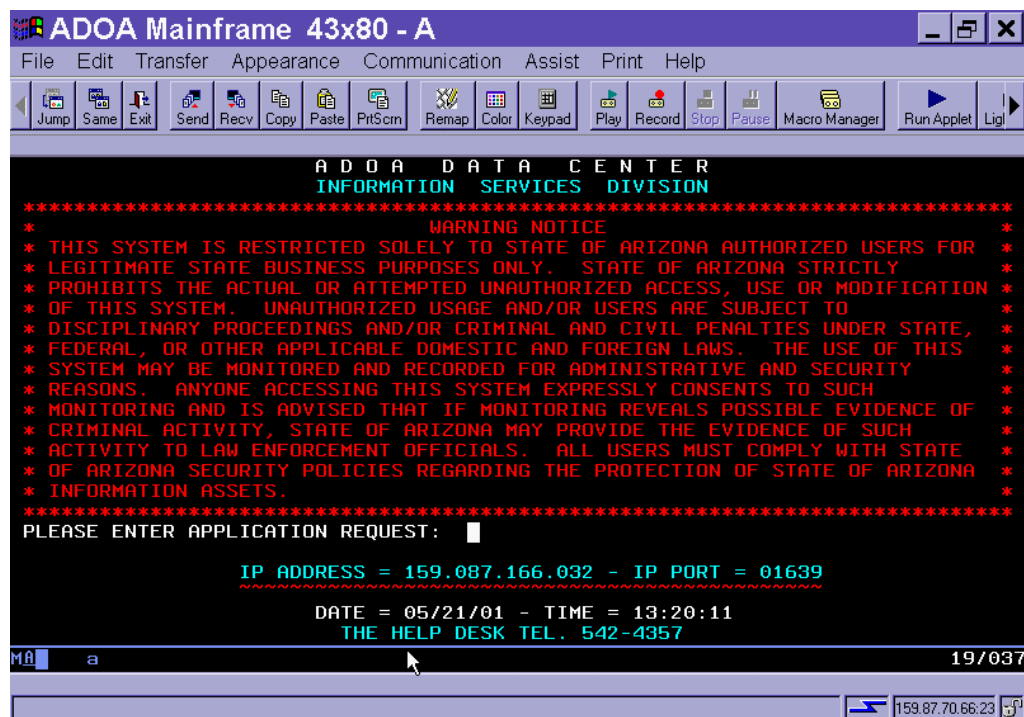 ADOA Mainframe 43x80 - A
File Edit Transfer Appearance Communication Assist Print Help
Jump Same Exit Send Recv Copy Paste PrtScrn Remap Color Keypad Play Record Stop Pause Macro Manager Run Applet
A D O A   D A T A   C E N T E R
INFORMATION SERVICES DIVISION
******************************************************************************
* WARNING NOTICE *
* THIS SYSTEM IS RESTRICTED SOLELY TO STATE OF ARIZONA AUTHORIZED USERS FOR *
* LEGITIMATE STATE BUSINESS PURPOSES ONLY. STATE OF ARIZONA STRICTLY *
* PROHIBITS THE ACTUAL OR ATTEMPTED UNAUTHORIZED ACCESS, USE OR MODIFICATION *
* OF THIS SYSTEM. UNAUTHORIZED USAGE AND/OR USERS ARE SUBJECT TO *
* DISCIPLINARY PROCEEDINGS AND/OR CRIMINAL AND CIVIL PENALTIES UNDER STATE, *
* FEDERAL, OR OTHER APPLICABLE DOMESTIC AND FOREIGN LAWS. THE USE OF THIS *
* SYSTEM MAY BE MONITORED AND RECORDED FOR ADMINISTRATIVE AND SECURITY *
* REASONS. ANYONE ACCESSING THIS SYSTEM EXPRESSLY CONSENTS TO SUCH *
* MONITORING AND IS ADVISED THAT IF MONITORING REVEALS POSSIBLE EVIDENCE OF *
* CRIMINAL ACTIVITY, STATE OF ARIZONA MAY PROVIDE THE EVIDENCE OF SUCH *
* ACTIVITY TO LAW ENFORCEMENT OFFICIALS. ALL USERS MUST COMPLY WITH STATE *
* OF ARIZONA SECURITY POLICIES REGARDING THE PROTECTION OF STATE OF ARIZONA *
* INFORMATION ASSETS. *
******************************************************************************
PLEASE ENTER APPLICATION REQUEST:
IP ADDRESS = 159.087.166.032 - IP PORT = 01639
DATE = 05/21/01 - TIME = 13:20:11
THE HELP DESK TEL. 542-4357
MA a 19/037
159.87.70.66:23